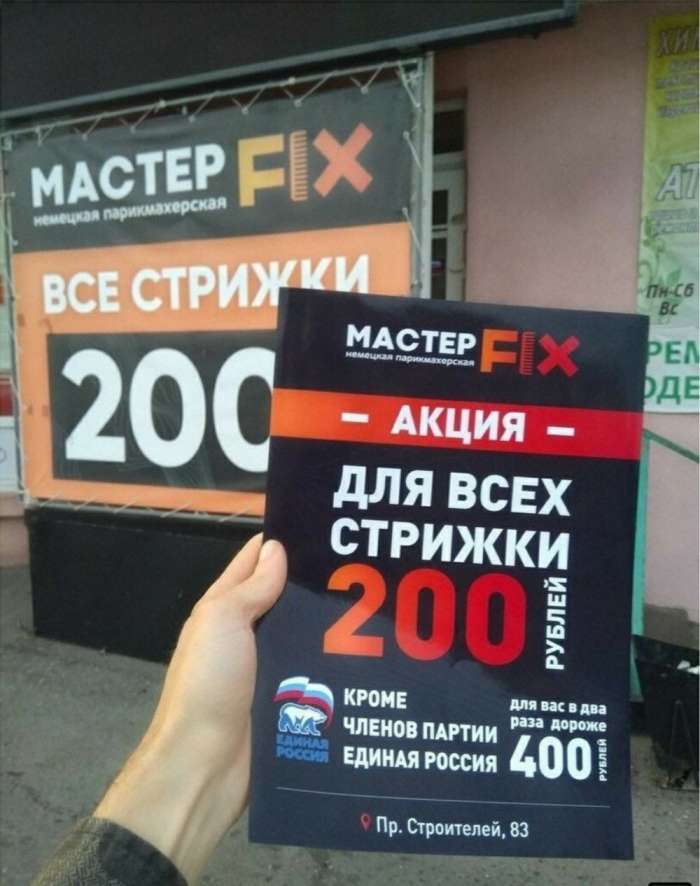 МАСТЕР FIX
немецкая парикмахерская
ВСЕ СТРИЖКИ
200
МАСТЕР FIX
немецкая парикмахерская
– АКЦИЯ –
ДЛЯ ВСЕХ
СТРИЖКИ
200 РУБЛЕЙ
ЕДИНАЯ
РОССИЯ
КРОМЕ
ЧЛЕНОВ ПАРТИИ
ЕДИНАЯ РОССИЯ
для вас в два
раза дороже
400 РУБЛЕЙ
Пр. Строителей, 83
Пн-Сб
Вс